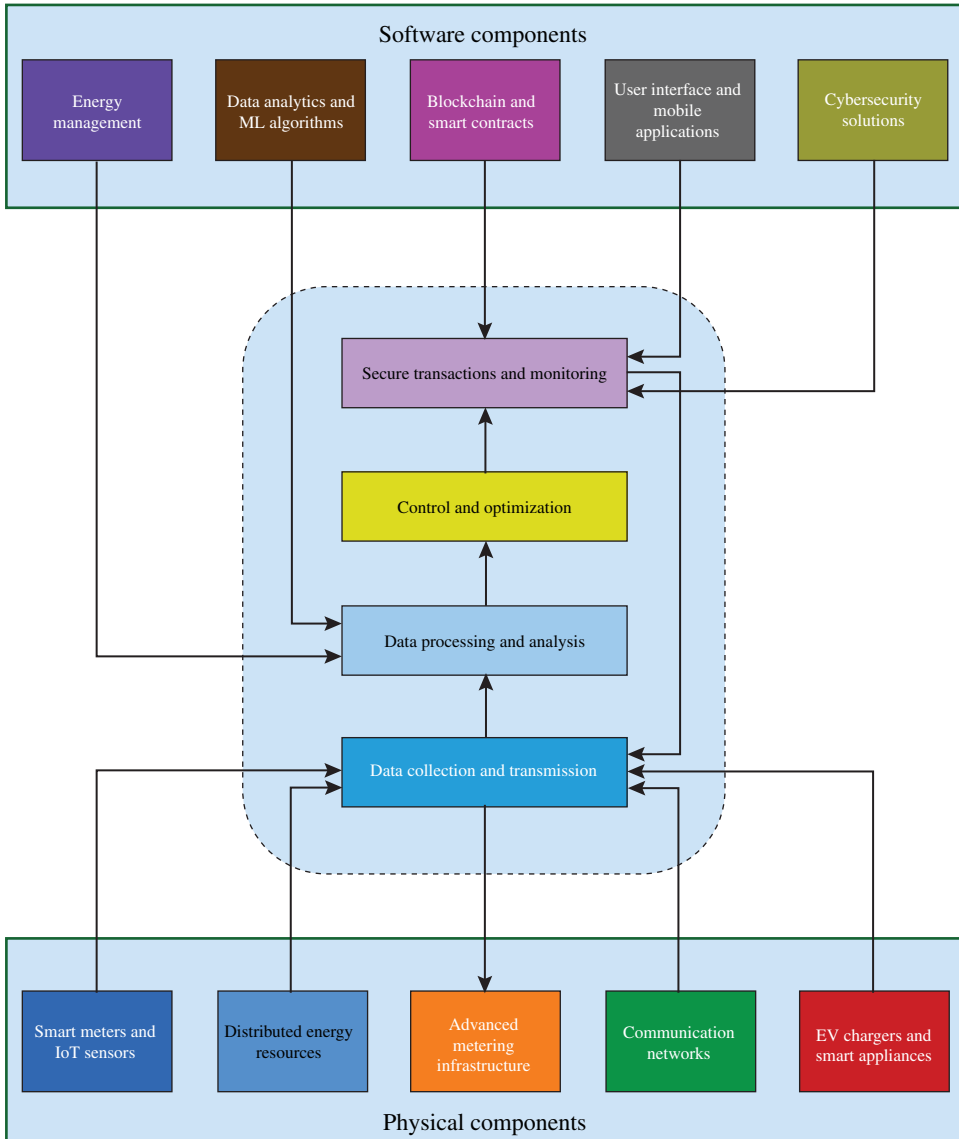 Software components
Energy
management
Data analytics and
ML algorithms
Blockchain and
smart contracts
User interface and
mobile
applications
Cybersecurity
solutions
Secure transactions and monitoring
Control and optimization
Data processing and analysis
Data collection and transmission
Smart meters and
IoT sensors
Distributed energy
resources
Advanced
metering
infrastructure
Communication
networks
EV chargers and
smart appliances
Physical components